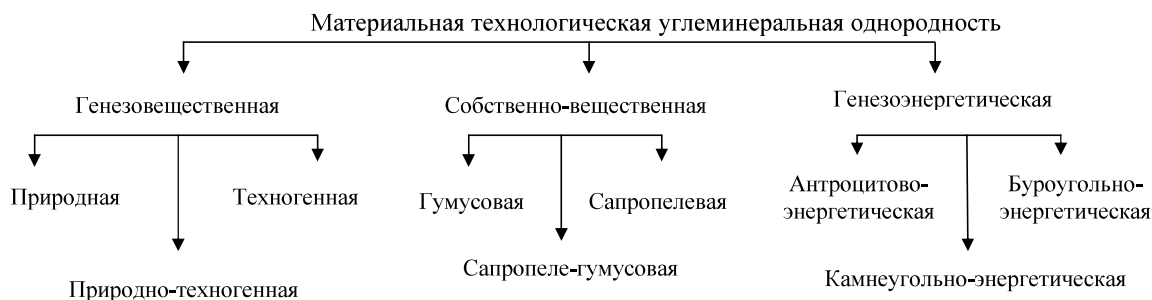 Материальная технологическая углеминеральная однородность
Генезовещественная
Собственно-вещественная
Генезоэнергетическая
Природная
Техногенная
Гумусовая
Сапропелевая
Антроцитово-
энергетическая
Буроугольно-
энергетическая
Природно-техногенная
Сапропеле-гумусовая
Камнеугольно-энергетическая